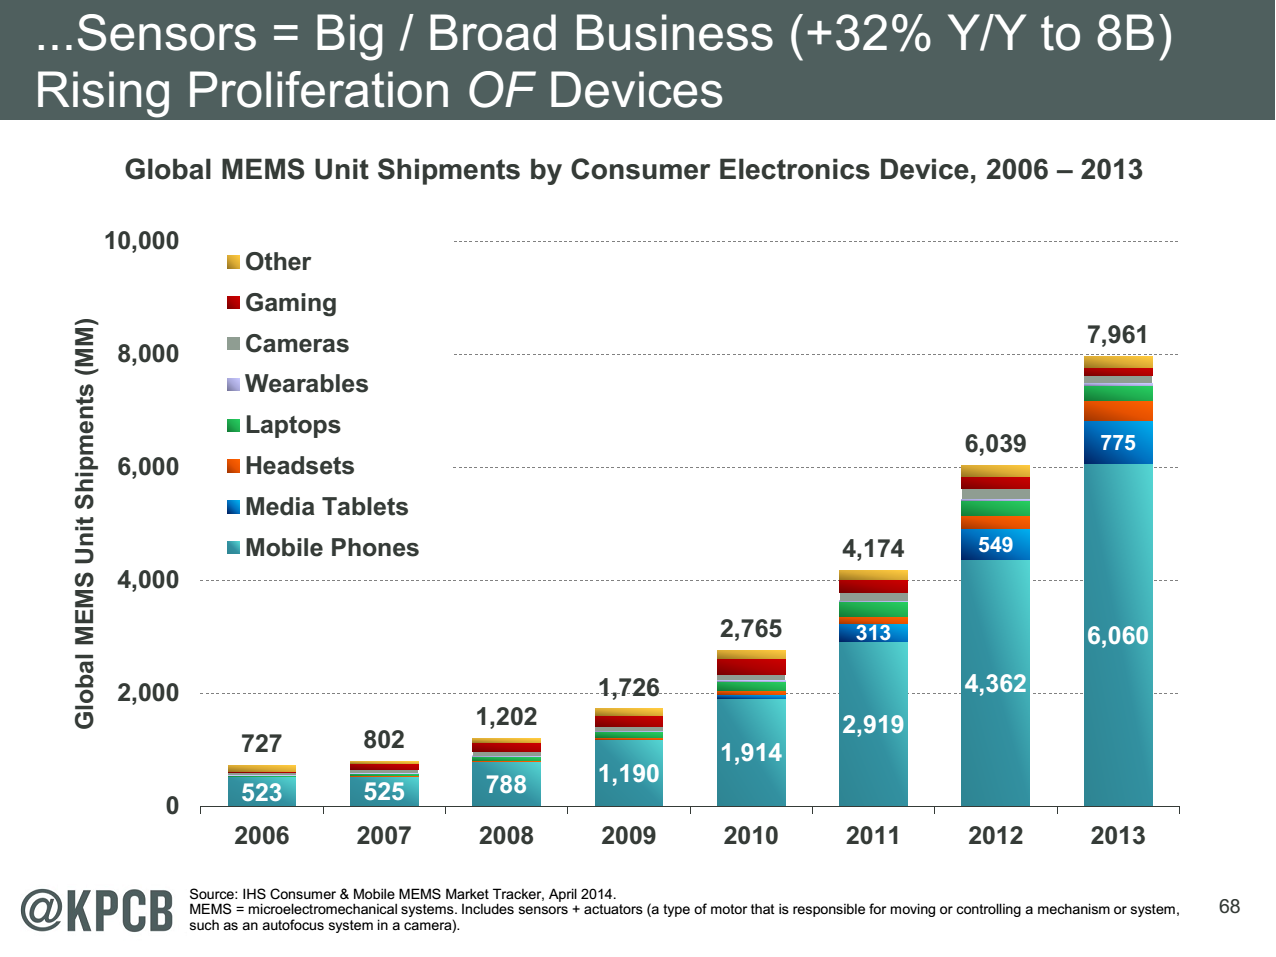 ...Sensors = Big / Broad Business (+32% Y/Y to 8B)
Rising Proliferation OF Devices
Global MEMS Unit Shipments by Consumer Electronics Device, 2006 – 2013
Global MEMS Unit Shipments (MM)
10,000
8,000
6,000
4,000
2,000
0
Other
Gaming
Cameras
Wearables
Laptops
Headsets
Media Tablets
Mobile Phones
727
523
802
525
1,202
788
1,726
1,190
2,765
1,914
4,174
313
2,919
6,039
549
4,362
7,961
775
6,060
2006 2007 2008 2009 2010 2011 2012 2013
@KPCB
Source: IHS Consumer & Mobile MEMS Market Tracker, April 2014.
MEMS = microelectromechanical systems. Includes sensors + actuators (a type of motor that is responsible for moving or controlling a mechanism or system,
such as an autofocus system in a camera).
68